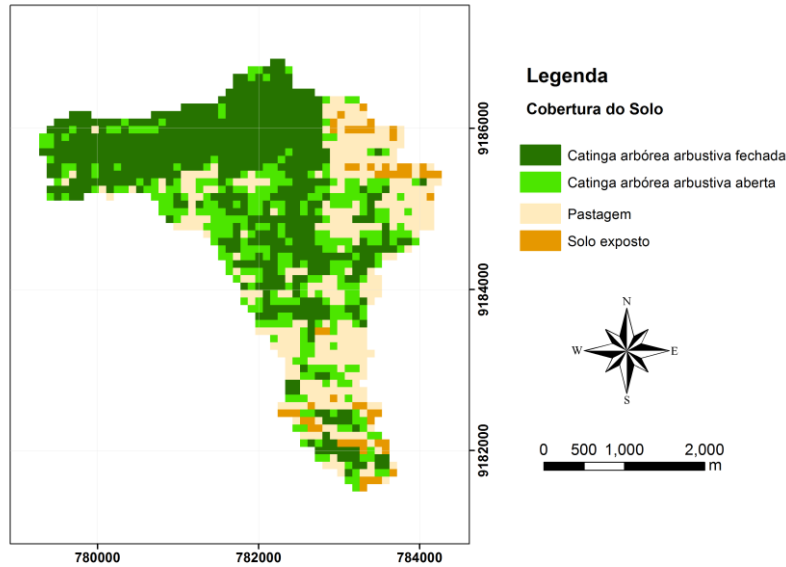 Legenda
Cobertura do Solo
Catinga arbórea arbustiva fechada
Catinga arbórea arbustiva aberta
Pastagem
Solo exposto
9186000
9184000
9182000
N
W
E
S
0 500 1,000 2,000
m
780000 782000 784000